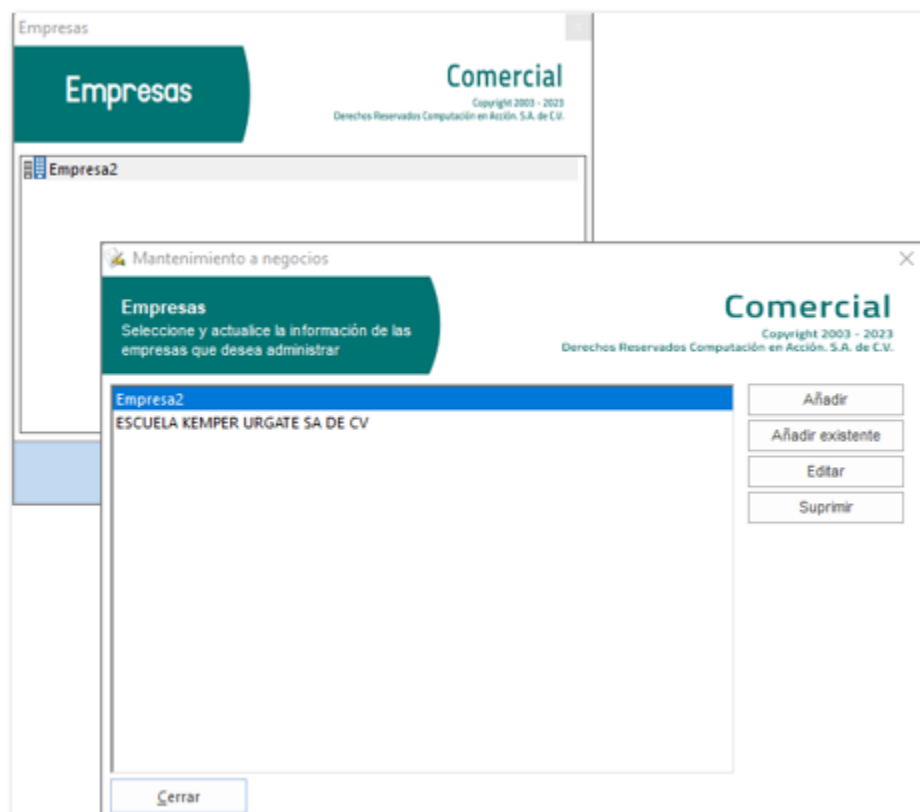 Empresas
Empresas
Comercial
Copyright 2003 - 2023
Derechos Reservados Computación en Acción. S.A. de C.V.
Empresa2
Mantenimiento a negocios
Empresas
Seleccione y actualice la información de las
empresas que desea administrar
Comercial
Copyright 2003 - 2023
Derechos Reservados Computación en Acción. S.A. de C.V.
Empresa2
ESCUELA KEMPER URGATE SA DE CV
Añadir
Añadir existente
Editar
Suprimir
Cerrar